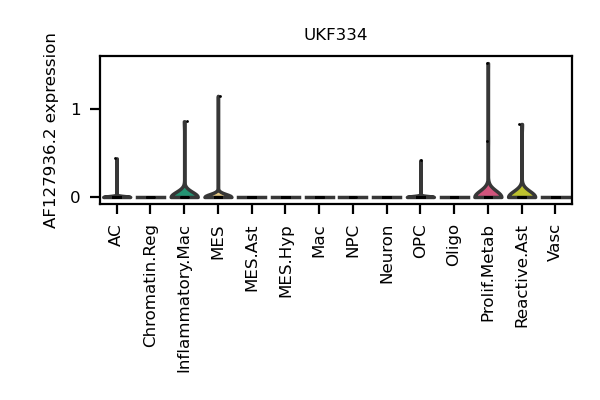 UKF334
AF127936.2 expression
1
0
AC
Chromatin.Reg
Inflammatory.Mac
MES
MES.Ast
MES.Hyp
Mac
NPC
Neuron
OPC
Oligo
Prolif.Metab
Reactive.Ast
Vasc